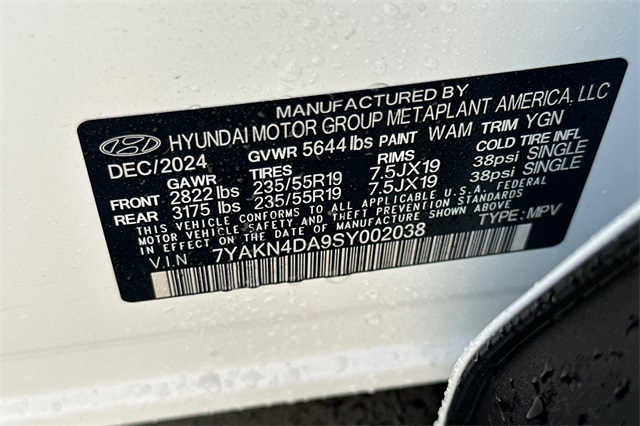 MANUFACTURED BY
HYUNDAI MOTOR GROUP METAPLANT AMERICA, LLC
DEC/2024 GVWR 5644 lbs PAINT WAM TRIM YGN
GAWR TIRES RIMS COLD TIRE INFL
FRONT 2822 lbs 235/55R19 7.5JX19 38psi SINGLE
REAR 3175 lbs 235/55R19 7.5JX19 38psi SINGLE
THIS VEHICLE CONFORMS TO ALL APPLICABLE U.S.A. FEDERAL
MOTOR VEHICLE SAFETY AND THEFT PREVENTION STANDARDS
IN EFFECT ON THE DATE OF MANUFACTURE SHOWN ABOVE.
V.I.N 7YAKN4DA9SY002038 TYPE: MPV